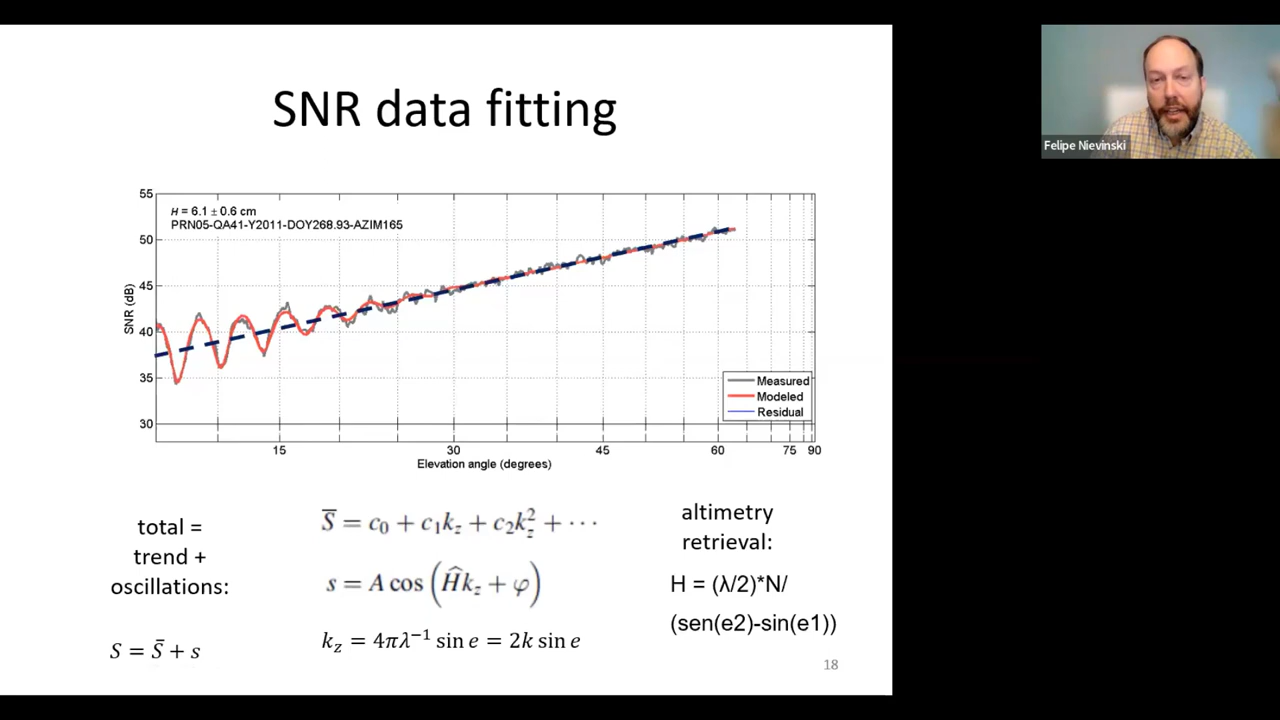 SNR data fitting
Felipe Nievinski
55
50
45
40
35
30
SNR (dB)
H = 6.1 ± 0.6 cm
PRN05-QA41-Y2011-DOY268.93-AZIM165
Measured
Modeled
Residual
15 30 45 60 75 90
Elevation angle (degrees)
total =
trend +
oscillations:
S = S̅ + s
S̅ = c₀ + c₁k_z + c₂k_z² + ⋯
s = A cos (Ĥk_z + φ)
k_z = 4πλ⁻¹ sin e = 2k sin e
altimetry
retrieval:
H = (λ/2)*N/
(sen(e2)-sin(e1))
18